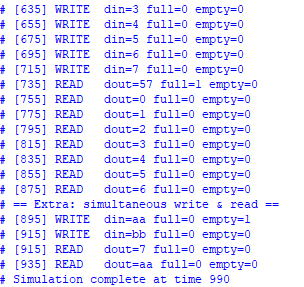 # [635] WRITE  din=3 full=0 empty=0
# [655] WRITE  din=4 full=0 empty=0
# [675] WRITE  din=5 full=0 empty=0
# [695] WRITE  din=6 full=0 empty=0
# [715] WRITE  din=7 full=0 empty=0
# [735] READ   dout=57 full=1 empty=0
# [755] READ   dout=0 full=0 empty=0
# [775] READ   dout=1 full=0 empty=0
# [795] READ   dout=2 full=0 empty=0
# [815] READ   dout=3 full=0 empty=0
# [835] READ   dout=4 full=0 empty=0
# [855] READ   dout=5 full=0 empty=0
# [875] READ   dout=6 full=0 empty=0
# == Extra: simultaneous write & read ==
# [895] WRITE  din=aa full=0 empty=1
# [915] WRITE  din=bb full=0 empty=0
# [915] READ   dout=7 full=0 empty=0
# [935] READ   dout=aa full=0 empty=0
# Simulation complete at time 990